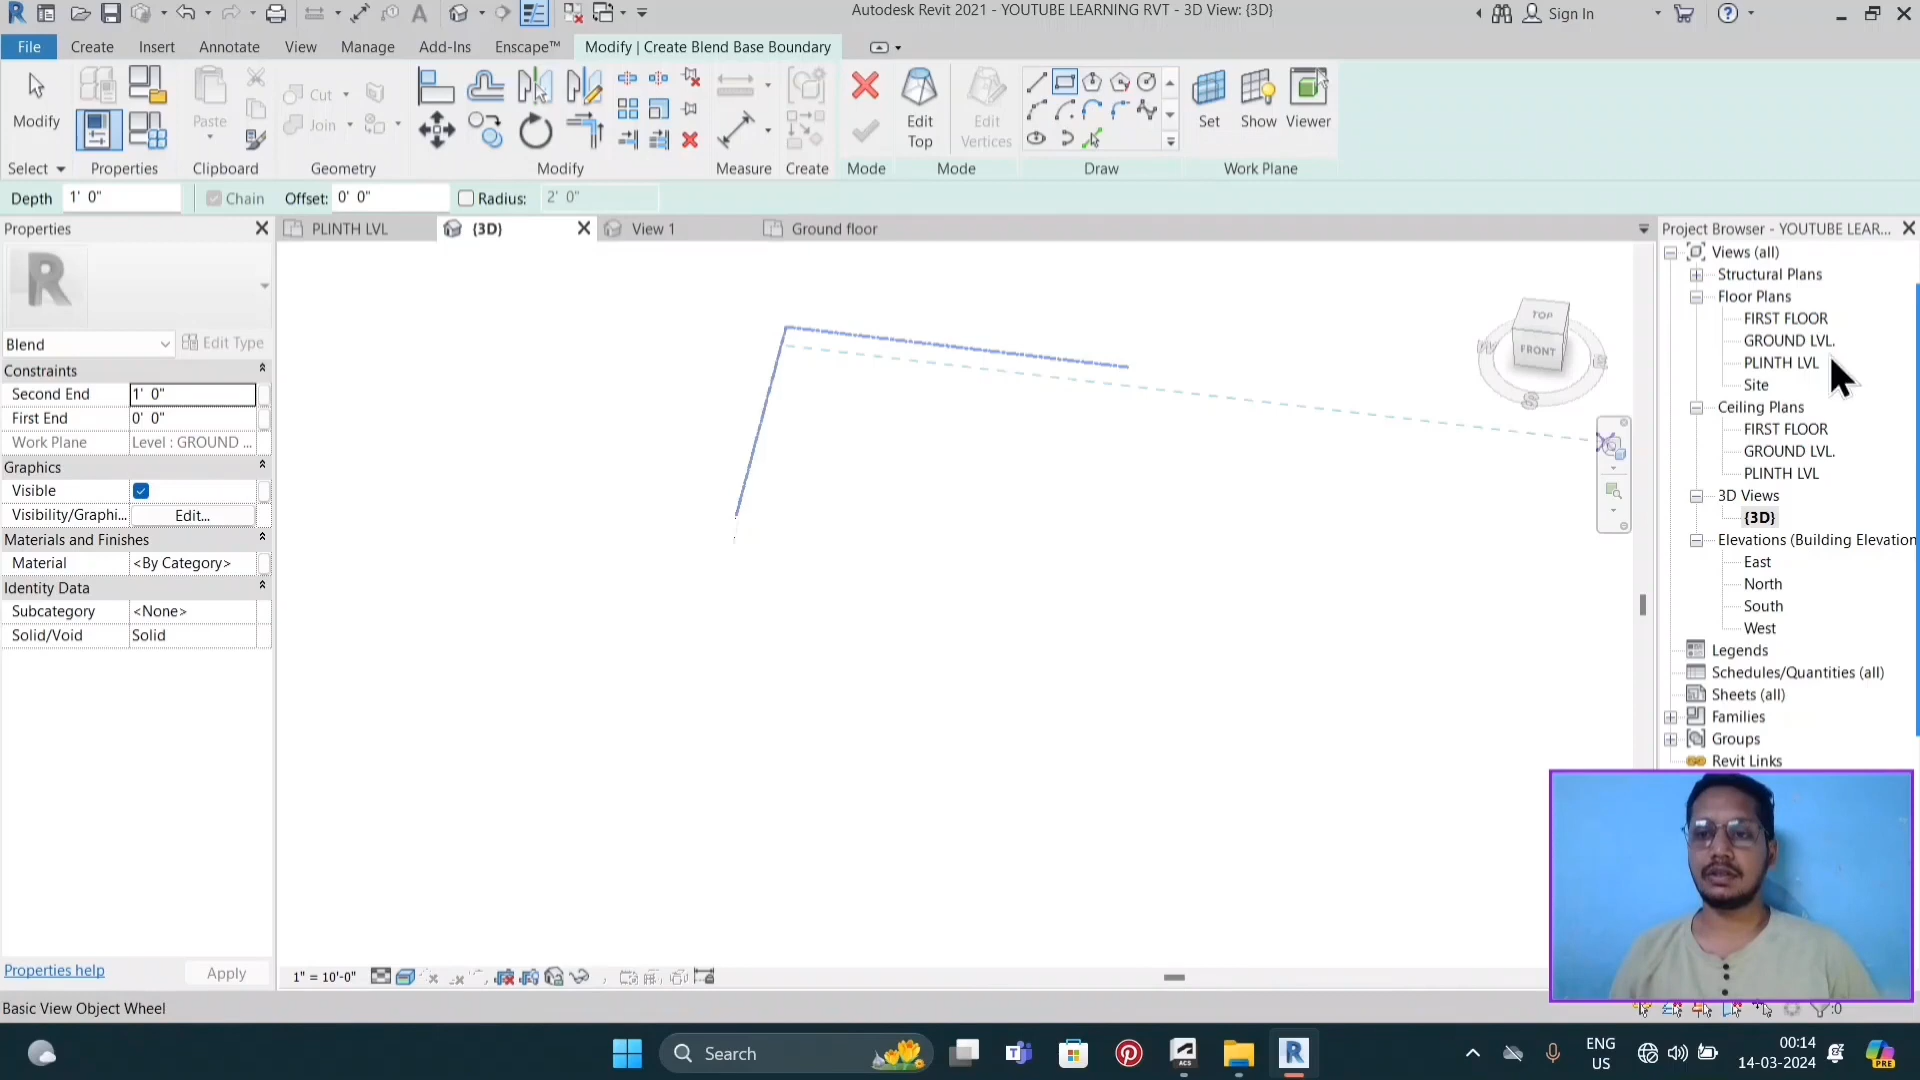 Autodesk Revit 2021 - YOUTUBE LEARNING RVT - 3D View: {3D}
Sign In
File Create Insert Annotate View Manage Add-Ins Enscape™ Modify | Create Blend Base Boundary
Modify
Paste
Cut
Join
Edit Top
Edit Vertices
Set Show Viewer
Select Properties Clipboard Geometry Modify Measure Create Mode Mode Draw Work Plane
Depth 1' 0" Chain Offset: 0' 0" Radius: 2' 0"
Properties
PLINTH LVL {3D} View 1 Ground floor
Project Browser - YOUTUBE LEAR...
Blend Edit Type
Constraints
Second End 1' 0"
First End 0' 0"
Work Plane Level : GROUND ...
Graphics
Visible
Visibility/Graphi... Edit...
Materials and Finishes
Material <By Category>
Identity Data
Subcategory <None>
Solid/Void Solid
Properties help Apply
TOP
FRONT
S
Views (all)
Structural Plans
Floor Plans
FIRST FLOOR
GROUND LVL.
PLINTH LVL
Site
Ceiling Plans
FIRST FLOOR
GROUND LVL.
PLINTH LVL
3D Views
{3D}
Elevations (Building Elevation
East
North
South
West
Legends
Schedules/Quantities (all)
Sheets (all)
Families
Groups
Revit Links
1" = 10'-0"
Basic View Object Wheel
:0
Search
ENG
US
00:14
14-03-2024